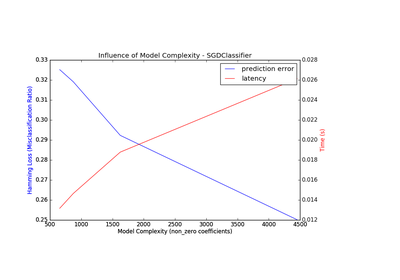 Influence of Model Complexity - SGDClassifier
prediction error
latency
Hamming Loss (Misclassification Ratio)
0.33
0.32
0.31
0.30
0.29
0.28
0.27
0.26
0.25
0.028
0.026
0.024
0.022
0.020
0.018
0.016
0.014
0.012
Time (s)
500 1000 1500 2000 2500 3000 3500 4000 4500
Model Complexity (non_zero coefficients)